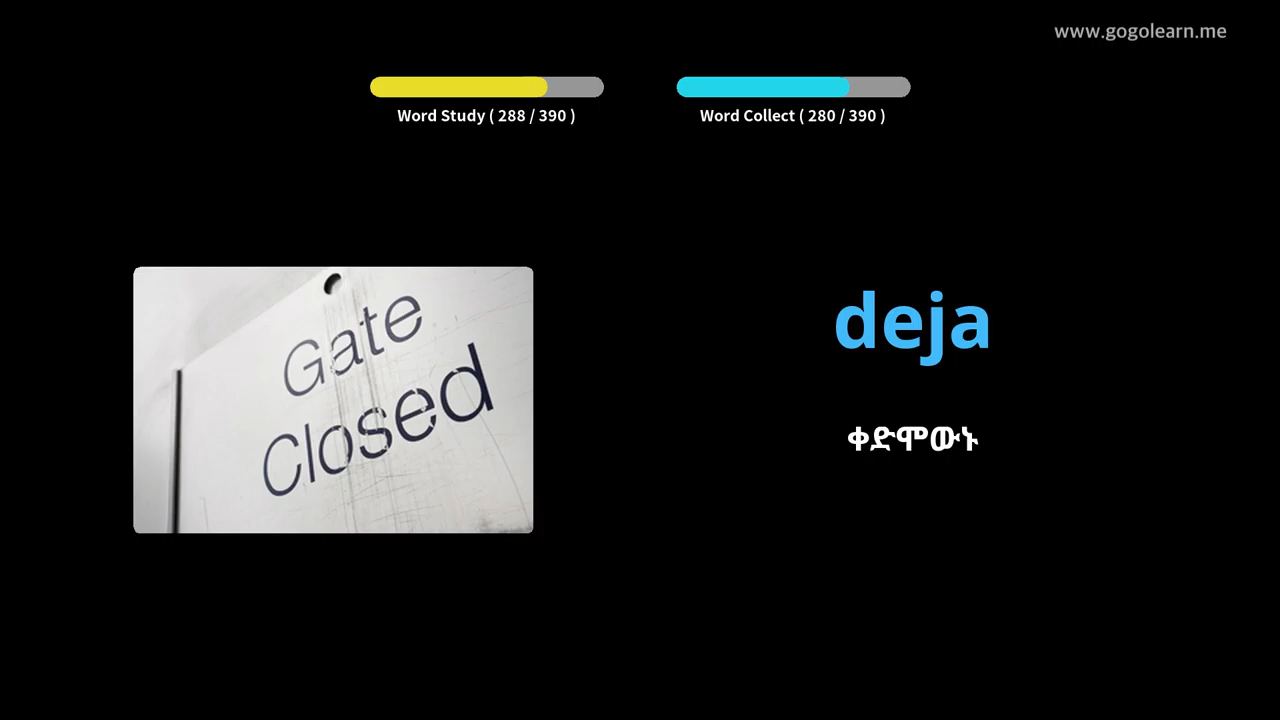 www.gogolearn.me
Word Study ( 288 / 390 )
Word Collect ( 280 / 390 )
Gate
Closed
deja
ቀድሞውኑ